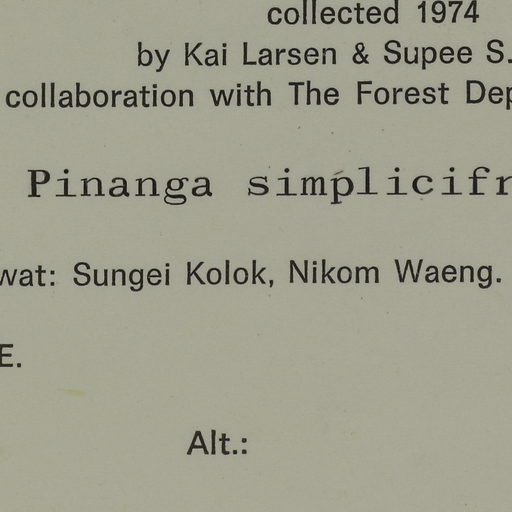 collected 1974
by Kai Larsen & Supee S.
collaboration with The Forest Dep
Pinanga simplicifr
wat: Sungei Kolok, Nikom Waeng.
E.
Alt.: